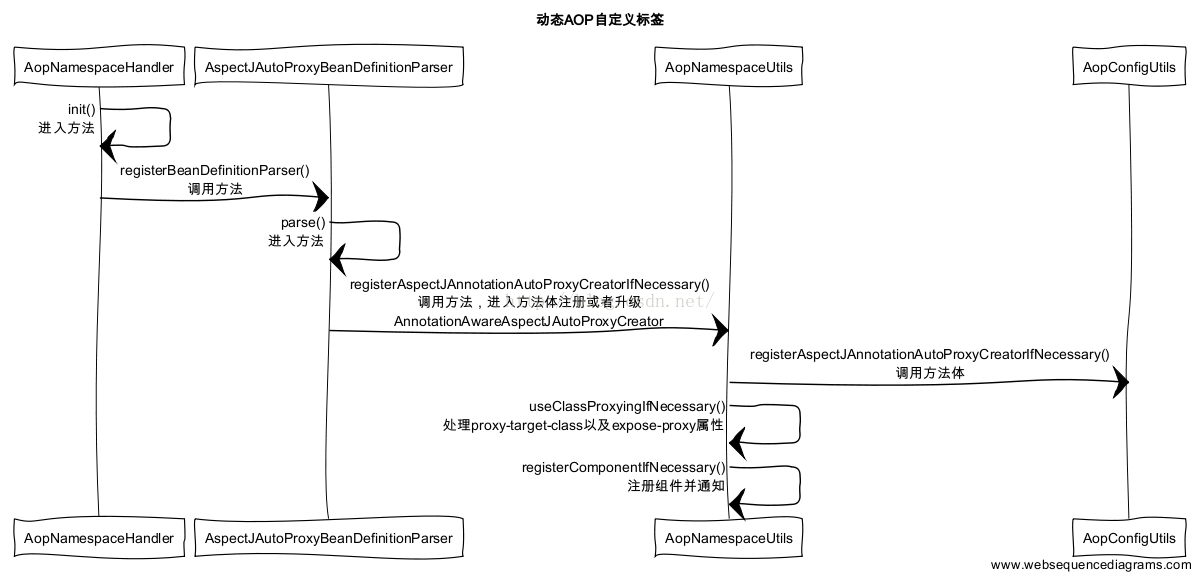 动态AOP自定义标签
AopNamespaceHandler
AspectJAutoProxyBeanDefinitionParser
AopNamespaceUtils
AopConfigUtils
init()
进入方法
registerBeanDefinitionParser()
调用方法
parse()
进入方法
registerAspectJAnnotationAutoProxyCreatorIfNecessary()
调用方法，进入方法体注册或者升级
AnnotationAwareAspectJAutoProxyCreator
registerAspectJAnnotationAutoProxyCreatorIfNecessary()
调用方法体
useClassProxyingIfNecessary()
处理proxy-target-class以及expose-proxy属性
registerComponentIfNecessary()
注册组件并通知
AopNamespaceHandler
AspectJAutoProxyBeanDefinitionParser
AopNamespaceUtils
AopConfigUtils
www.websequencediagrams.com